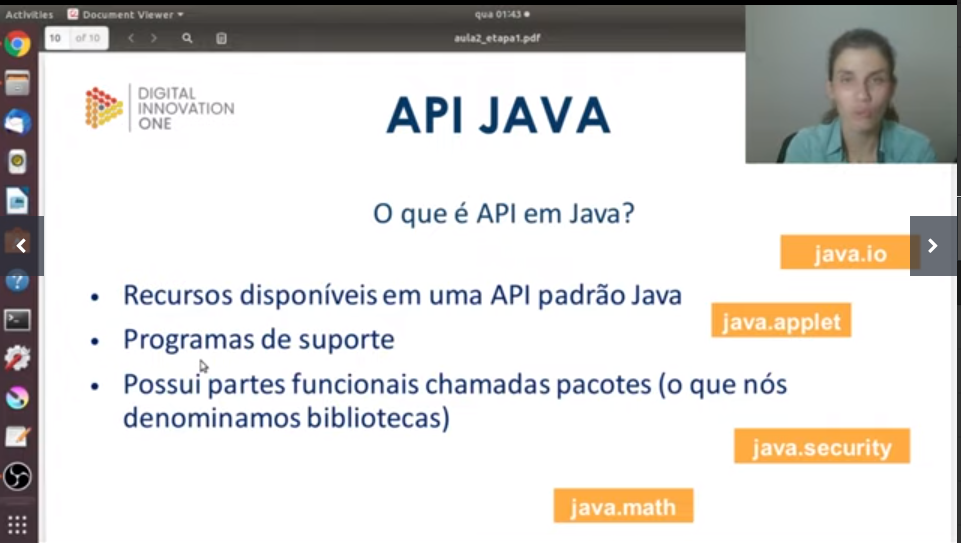 Activities
Document Viewer
qua 01:43
10 of 10
aula2_etapa1.pdf
DIGITAL
INNOVATION
ONE
API JAVA
O que é API em Java?
java.io
• Recursos disponíveis em uma API padrão Java
java.applet
• Programas de suporte
• Possui partes funcionais chamadas pacotes (o que nós
denominamos bibliotecas)
java.security
java.math